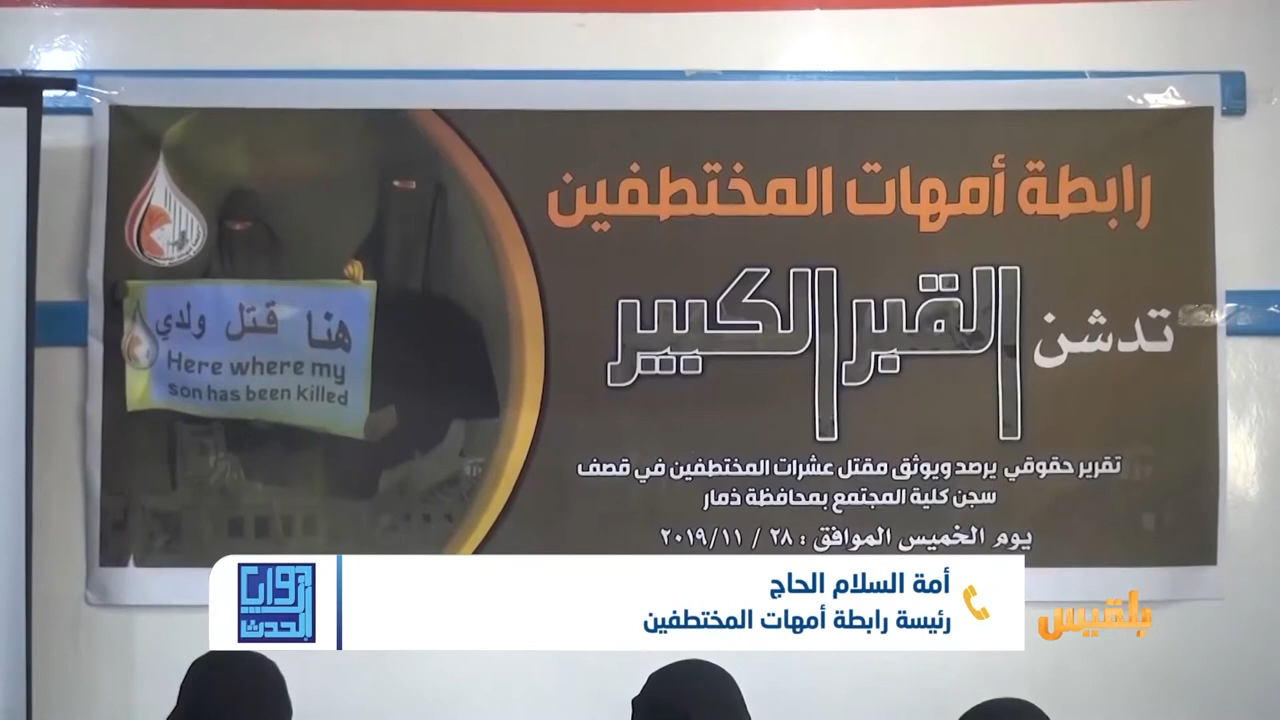 رابطة أمهات المختطفين
تدشن القبر الكبير
تقرير حقوقي يرصد ويوثق مقتل عشرات المختطفين في قصف
سجن كلية المجتمع بمحافظة ذمار
يوم الخميس الموافق : ٢٨ / ١١ / ٢٠١٩
هنا قتل ولدي
Here where my
son has been Killed
أمة السلام الحاج
رئيسة رابطة أمهات المختطفين
بلقيس
الحدث